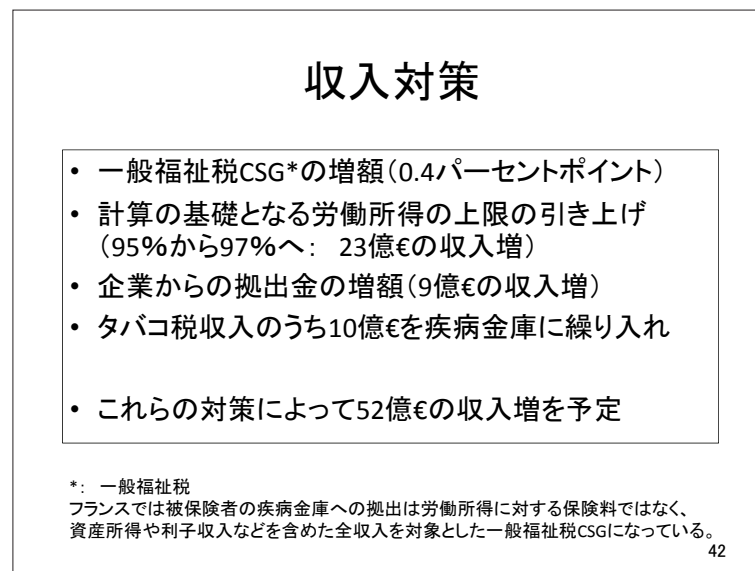 収入対策
• 一般福祉税CSG*の増額(0.4パーセントポイント)
• 計算の基礎となる労働所得の上限の引き上げ
(95%から97%へ: 23億€の収入増)
• 企業からの拠出金の増額(9億€の収入増)
• タバコ税収入のうち10億€を疾病金庫に繰り入れ
• これらの対策によって52億€の収入増を予定
*: 一般福祉税
フランスでは被保険者の疾病金庫への拠出は労働所得に対する保険料ではなく、
資産所得や利子収入などを含めた全収入を対象とした一般福祉税CSGになっている。
42